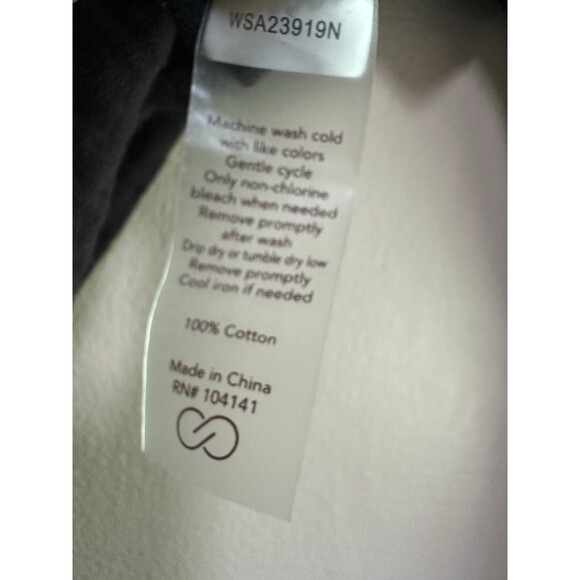 WSA23919N
Machine wash cold
with like colors
Gentle cycle
Only non-chlorine
bleach when needed
Remove promptly
after wash
Drip dry or tumble dry low
Remove promptly
Cool iron if needed
100% Cotton
Made in China
RN# 104141